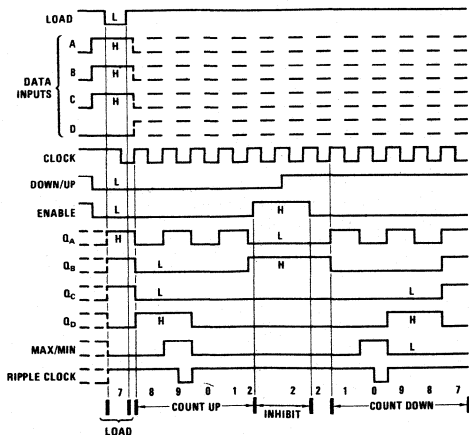 LOAD L
A H
B H
C H
D
DATA INPUTS
CLOCK
DOWN/UP L
ENABLE L H
QA H L
QB L H
QC L L
QD H H
MAX/MIN L
RIPPLE CLOCK
7 8 9 0 1 2 2 2 1 0 9 8 7
COUNT UP INHIBIT COUNT DOWN
LOAD